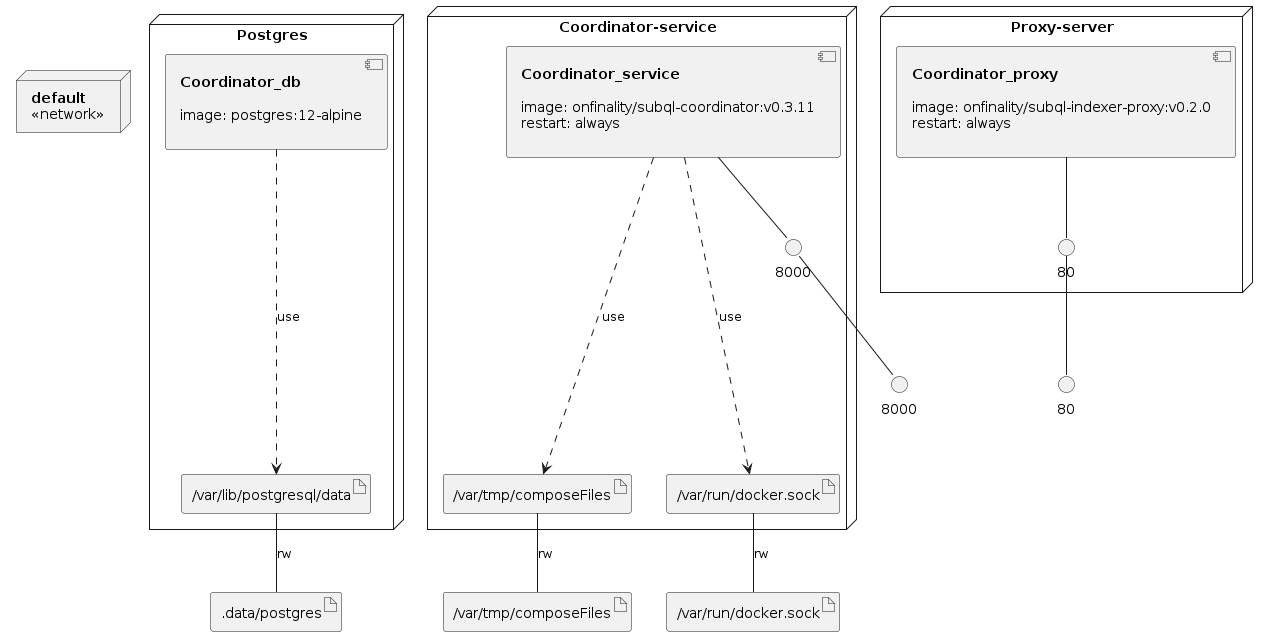 default
«network»
Postgres
Coordinator_db
image: postgres:12-alpine
use
/var/lib/postgresql/data
rw
.data/postgres
Coordinator-service
Coordinator_service
image: onfinality/subql-coordinator:v0.3.11
restart: always
8000
use
use
8000
/var/tmp/composeFiles
/var/run/docker.sock
rw
rw
/var/tmp/composeFiles
/var/run/docker.sock
Proxy-server
Coordinator_proxy
image: onfinality/subql-indexer-proxy:v0.2.0
restart: always
80
80